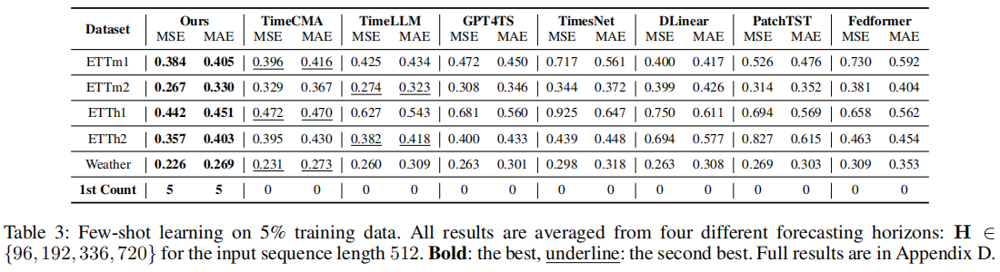 Dataset Ours TimeCMA TimeLLM GPT4TS TimesNet DLinear PatchTST Fedformer
MSE MAE MSE MAE MSE MAE MSE MAE MSE MAE MSE MAE MSE MAE MSE MAE
ETTm1 0.384 0.405 0.396 0.416 0.425 0.434 0.472 0.450 0.717 0.561 0.400 0.417 0.526 0.476 0.730 0.592
ETTm2 0.267 0.330 0.329 0.367 0.274 0.323 0.308 0.346 0.344 0.372 0.399 0.426 0.314 0.352 0.381 0.404
ETTh1 0.442 0.451 0.472 0.470 0.627 0.543 0.681 0.560 0.925 0.647 0.750 0.611 0.694 0.569 0.658 0.562
ETTh2 0.357 0.403 0.395 0.430 0.382 0.418 0.400 0.433 0.439 0.448 0.694 0.577 0.827 0.615 0.463 0.454
Weather 0.226 0.269 0.231 0.273 0.260 0.309 0.263 0.301 0.298 0.318 0.263 0.308 0.269 0.303 0.309 0.353
1st Count 5 5 0 0 0 0 0 0 0 0 0 0 0 0 0 0
Table 3: Few-shot learning on 5% training data. All results are averaged from four different forecasting horizons: H ∈
{96, 192, 336, 720} for the input sequence length 512. Bold: the best, underline: the second best. Full results are in Appendix D.